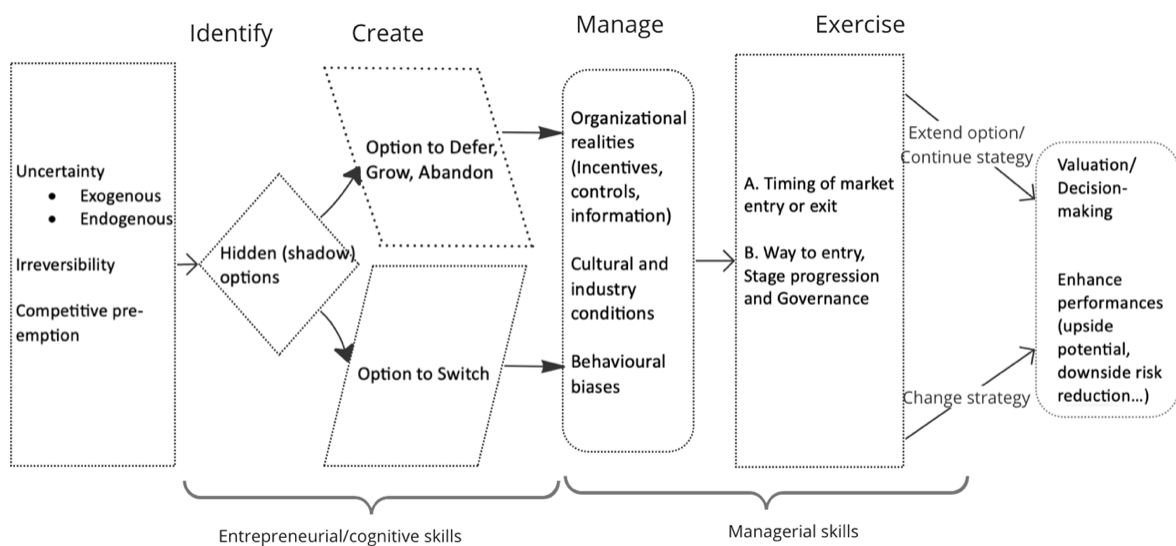 Identify
Create
Manage
Exercise
Uncertainty
• Exogenous
• Endogenous
Irreversibility
Competitive pre-
emption
Hidden (shadow)
options
Option to Defer,
Grow, Abandon
Option to Switch
Organizational
realities
(Incentives,
controls,
information)
Cultural and
industry
conditions
Behavioural
biases
A. Timing of market
entry or exit
B. Way to entry,
Stage progression
and Governance
Extend option/
Continue stategy
Change strategy
Valuation/
Decision-
making
Enhance
performances
(upside
potential,
downside risk
reduction...)
Entrepreneurial/cognitive skills
Managerial skills